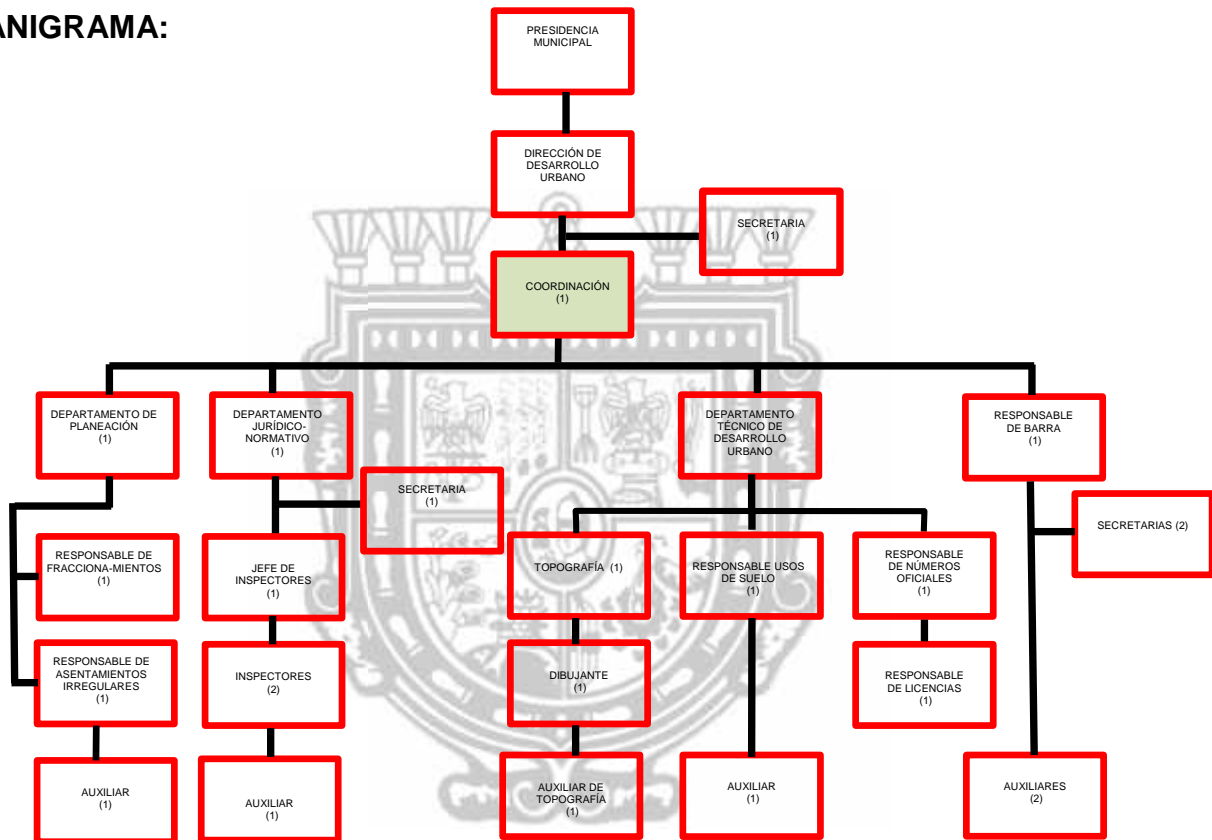 ANIGRAMA:
PRESIDENCIA
MUNICIPAL
DIRECCIÓN DE
DESARROLLO
URBANO
SECRETARIA
(1)
COORDINACIÓN
(1)
DEPARTAMENTO DE
PLANEACIÓN
(1)
DEPARTAMENTO
JURÍDICO-
NORMATIVO
(1)
DEPARTAMENTO
TÉCNICO DE
DESARROLLO
URBANO
RESPONSABLE
DE BARRA
(1)
SECRETARIA
(1)
SECRETARIAS (2)
RESPONSABLE DE
FRACCIONA-MIENTOS
(1)
JEFE DE
INSPECTORES
(1)
TOPOGRAFÍA (1)
RESPONSABLE USOS
DE SUELO
(1)
RESPONSABLE
DE NÚMEROS
OFICIALES
(1)
RESPONSABLE DE
ASENTAMIENTOS
IRREGULARES
(1)
INSPECTORES
(2)
DIBUJANTE
(1)
RESPONSABLE
DE LICENCIAS
(1)
AUXILIAR
(1)
AUXILIAR
(1)
AUXILIAR DE
TOPOGRAFÍA
(1)
AUXILIAR
(1)
AUXILIARES
(2)